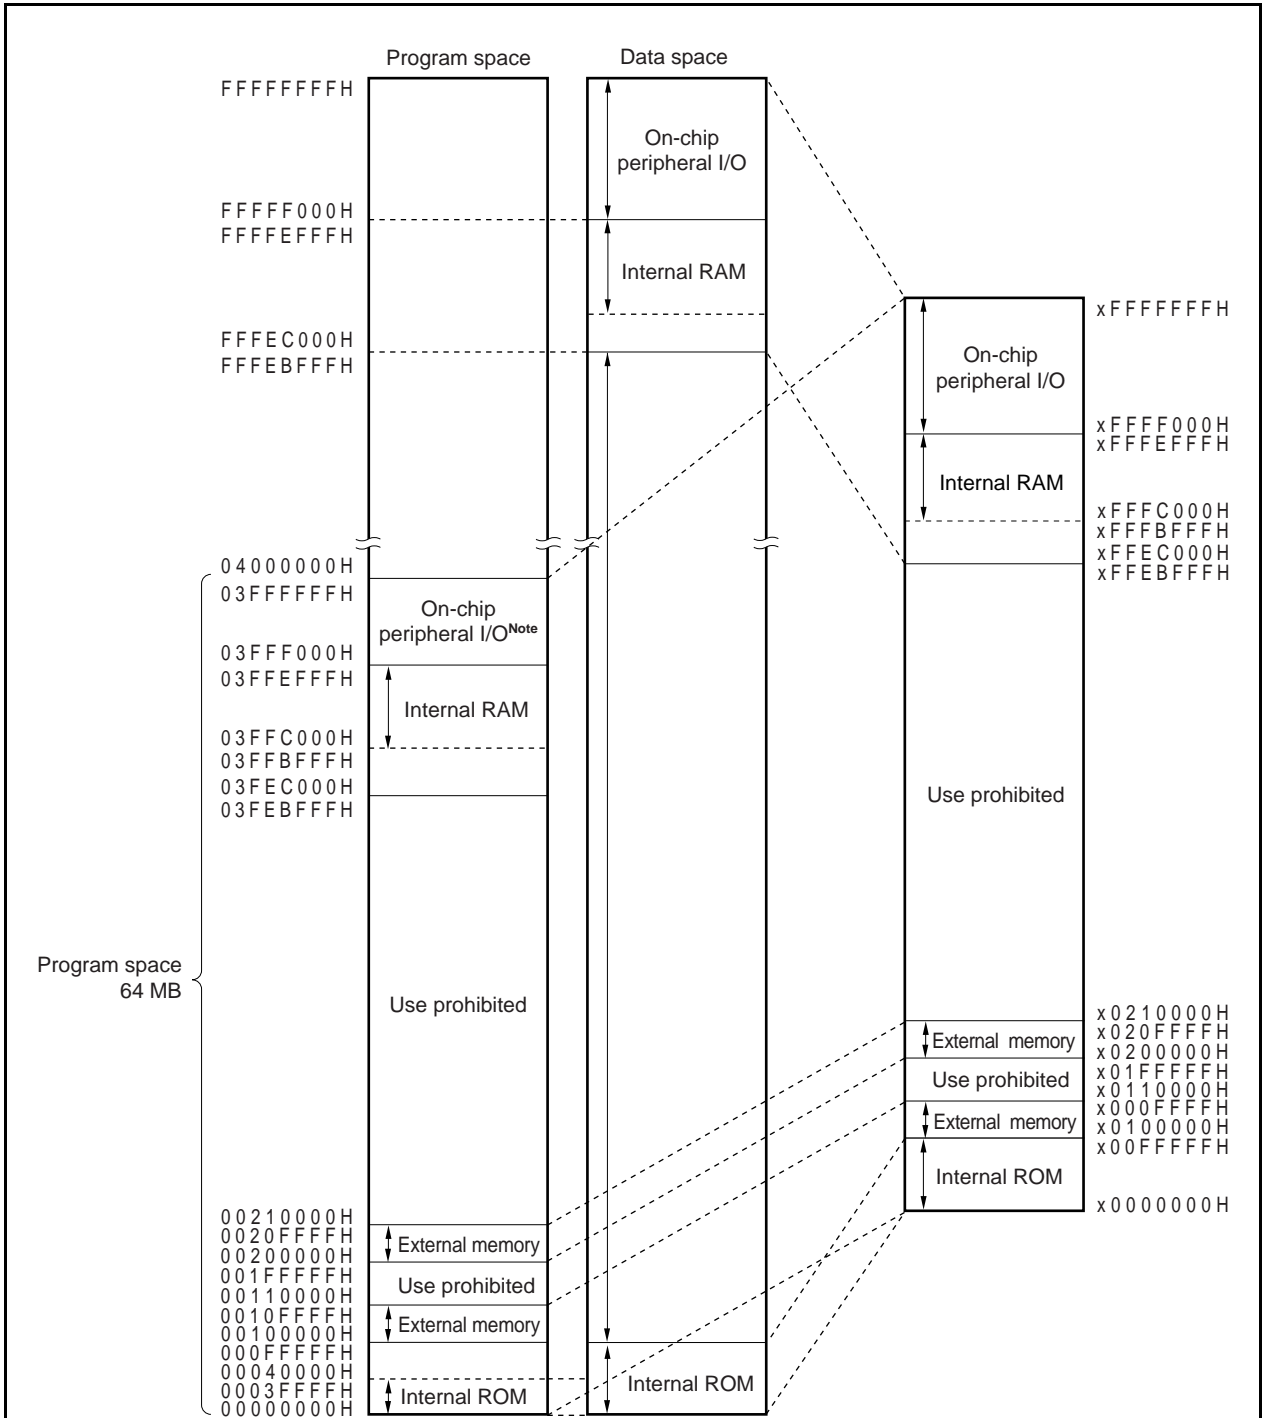 Program space
Data space
FFFFFFFFH
On-chip
peripheral I/O
FFFFF000H
FFFFEFFFH
Internal RAM
FFFEC000H
FFFEBFFFH
04000000H
03FFFFFFH
On-chip
peripheral I/ONote
03FFF000H
03FFEFFFH
Internal RAM
03FFC000H
03FFBFFFH
03FEC000H
03FEBFFFH
Program space
64 MB
Use prohibited
00210000H
0020FFFFH
External memory
00200000H
001FFFFFH
Use prohibited
00110000H
0010FFFFH
External memory
00100000H
000FFFFFH
00040000H
0003FFFFH
Internal ROM
00000000H
Internal ROM
xFFFFFFFH
On-chip
peripheral I/O
xFFFF000H
xFFFEFFFH
Internal RAM
xFFFC000H
xFFFBFFFH
xFFEC000H
xFFEBFFFH
Use prohibited
x0210000H
x020FFFFH
External memory
x0200000H
x01FFFFFH
Use prohibited
x0110000H
x000FFFFH
External memory
x0100000H
x00FFFFFH
Internal ROM
x0000000H